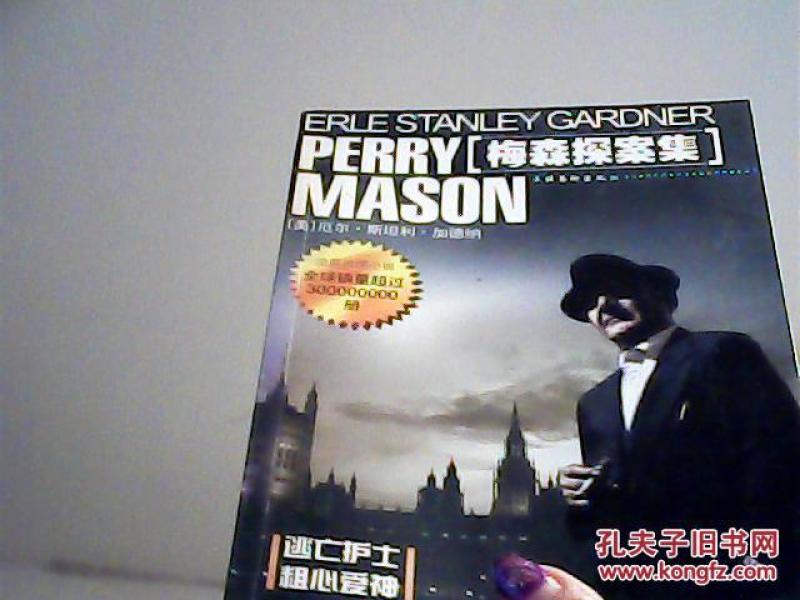 ERLE STANLEY GARDNER
PERRY [梅森探案集]
MASON
[美]厄尔·斯坦利·加德纳
全球销量超过
300000000
册
逃亡护士
粗心爱神
孔夫子旧书网
www.kongfz.com